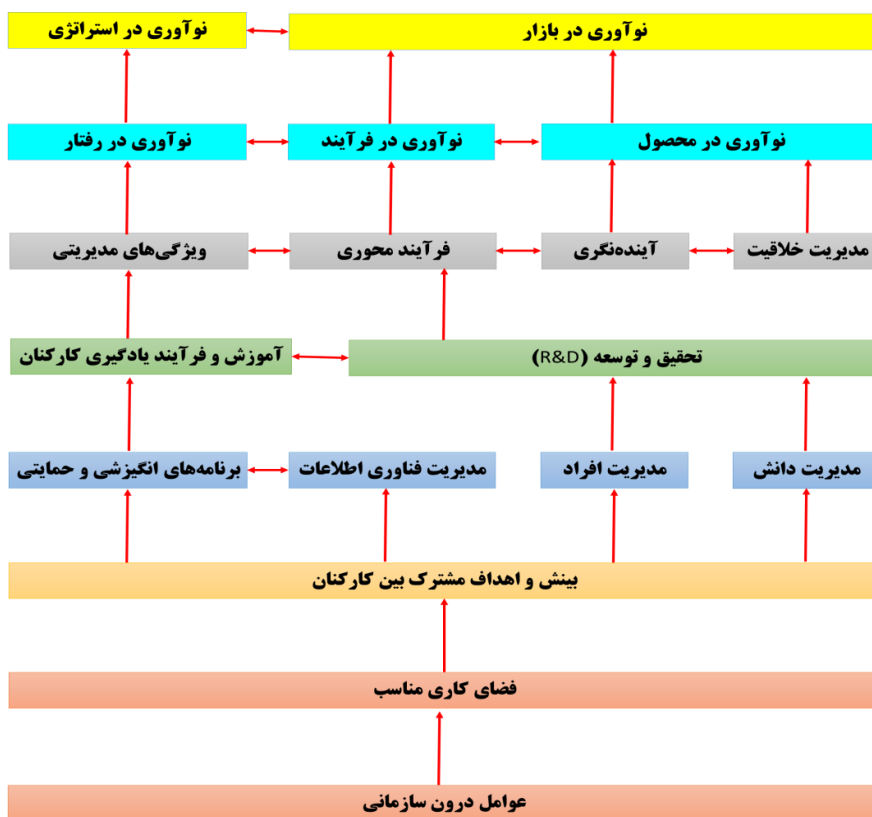 نوآوری در بازار
نوآوری در استراتژی
نوآوری در محصول
نوآوری در فرآیند
نوآوری در رفتار
مدیریت خلاقیت
آینده‌نگری
فرآیند محوری
ویژگی‌های مدیریتی
تحقیق و توسعه (R&D)
آموزش و فرآیند یادگیری کارکنان
مدیریت دانش
مدیریت افراد
مدیریت فناوری اطلاعات
برنامه‌های انگیزشی و حمایتی
بینش و اهداف مشترک بین کارکنان
فضای کاری مناسب
عوامل درون سازمانی